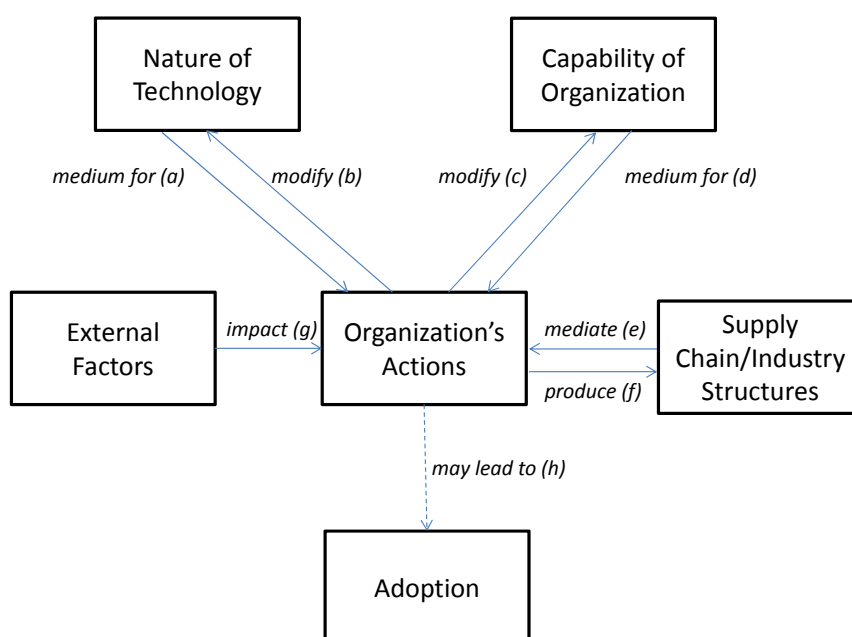 Nature of
Technology
Capability of
Organization
medium for (a)
modify (b)
modify (c)
medium for (d)
External
Factors
impact (g)
Organization’s
Actions
mediate (e)
produce (f)
Supply
Chain/Industry
Structures
may lead to (h)
Adoption